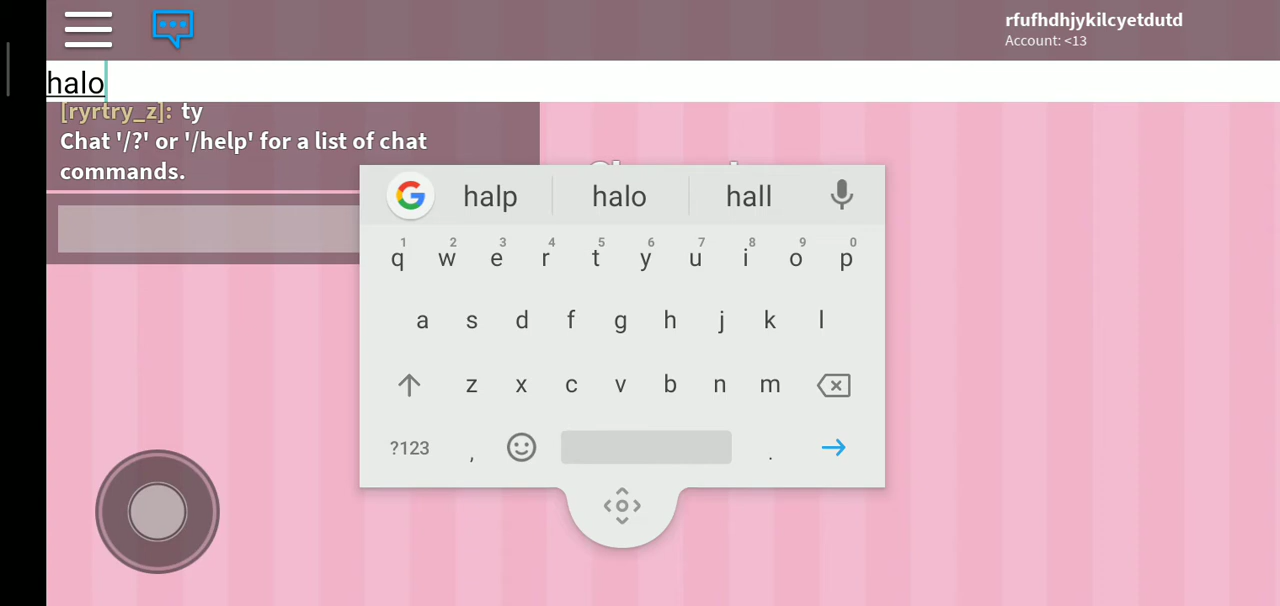 rfufhdhjykilcyetdutd
Account: <13
halo
[ryrtry_z]: ty
Chat '/?' or '/help' for a list of chat
commands.
halp halo hall
1 2 3 4 5 6 7 8 9 0
q w e r t y u i o p
a s d f g h j k l
z x c v b n m
?123 , .